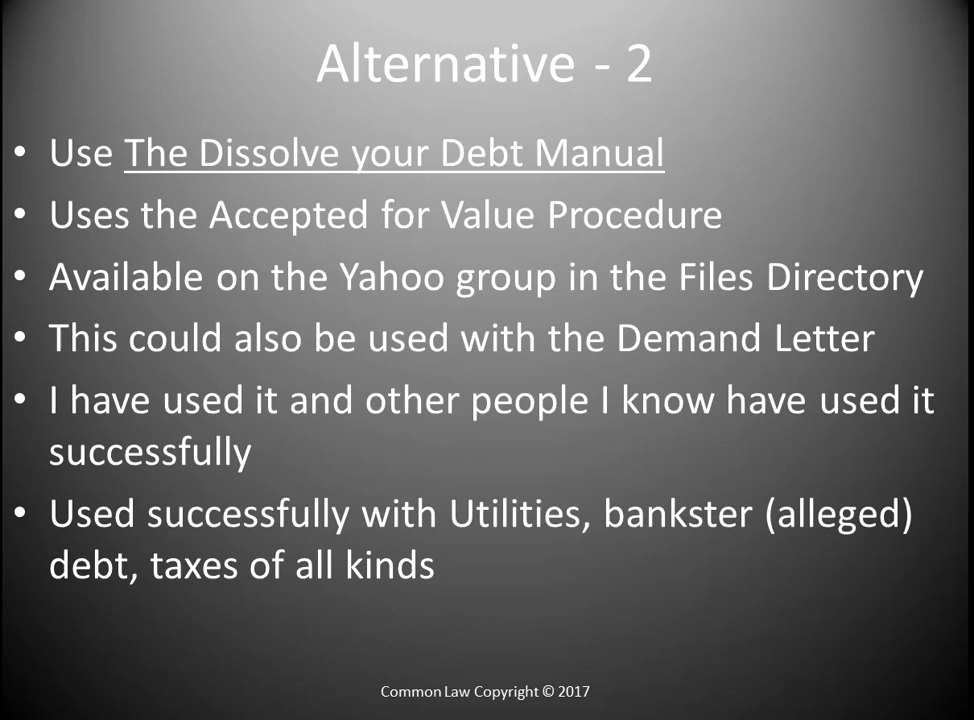 Alternative - 2
• Use The Dissolve your Debt Manual
• Uses the Accepted for Value Procedure
• Available on the Yahoo group in the Files Directory
• This could also be used with the Demand Letter
• I have used it and other people I know have used it
successfully
• Used successfully with Utilities, bankster (alleged)
debt, taxes of all kinds
Common Law Copyright © 2017